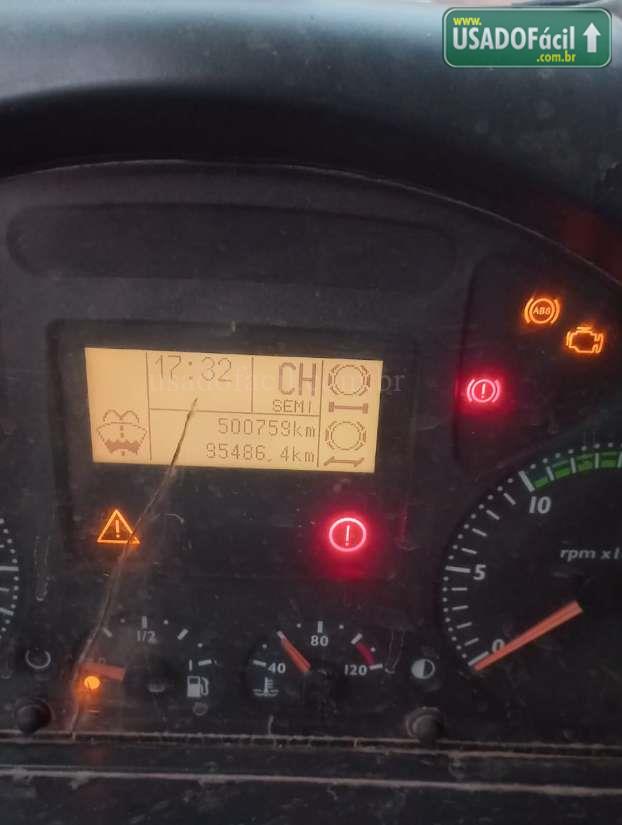 www.
USADOFácil
.com.br
ABS
17:32
CH
SEMI
500759km
95486.4km
10
5
0
rpm x1
1/2
1
80
40
120